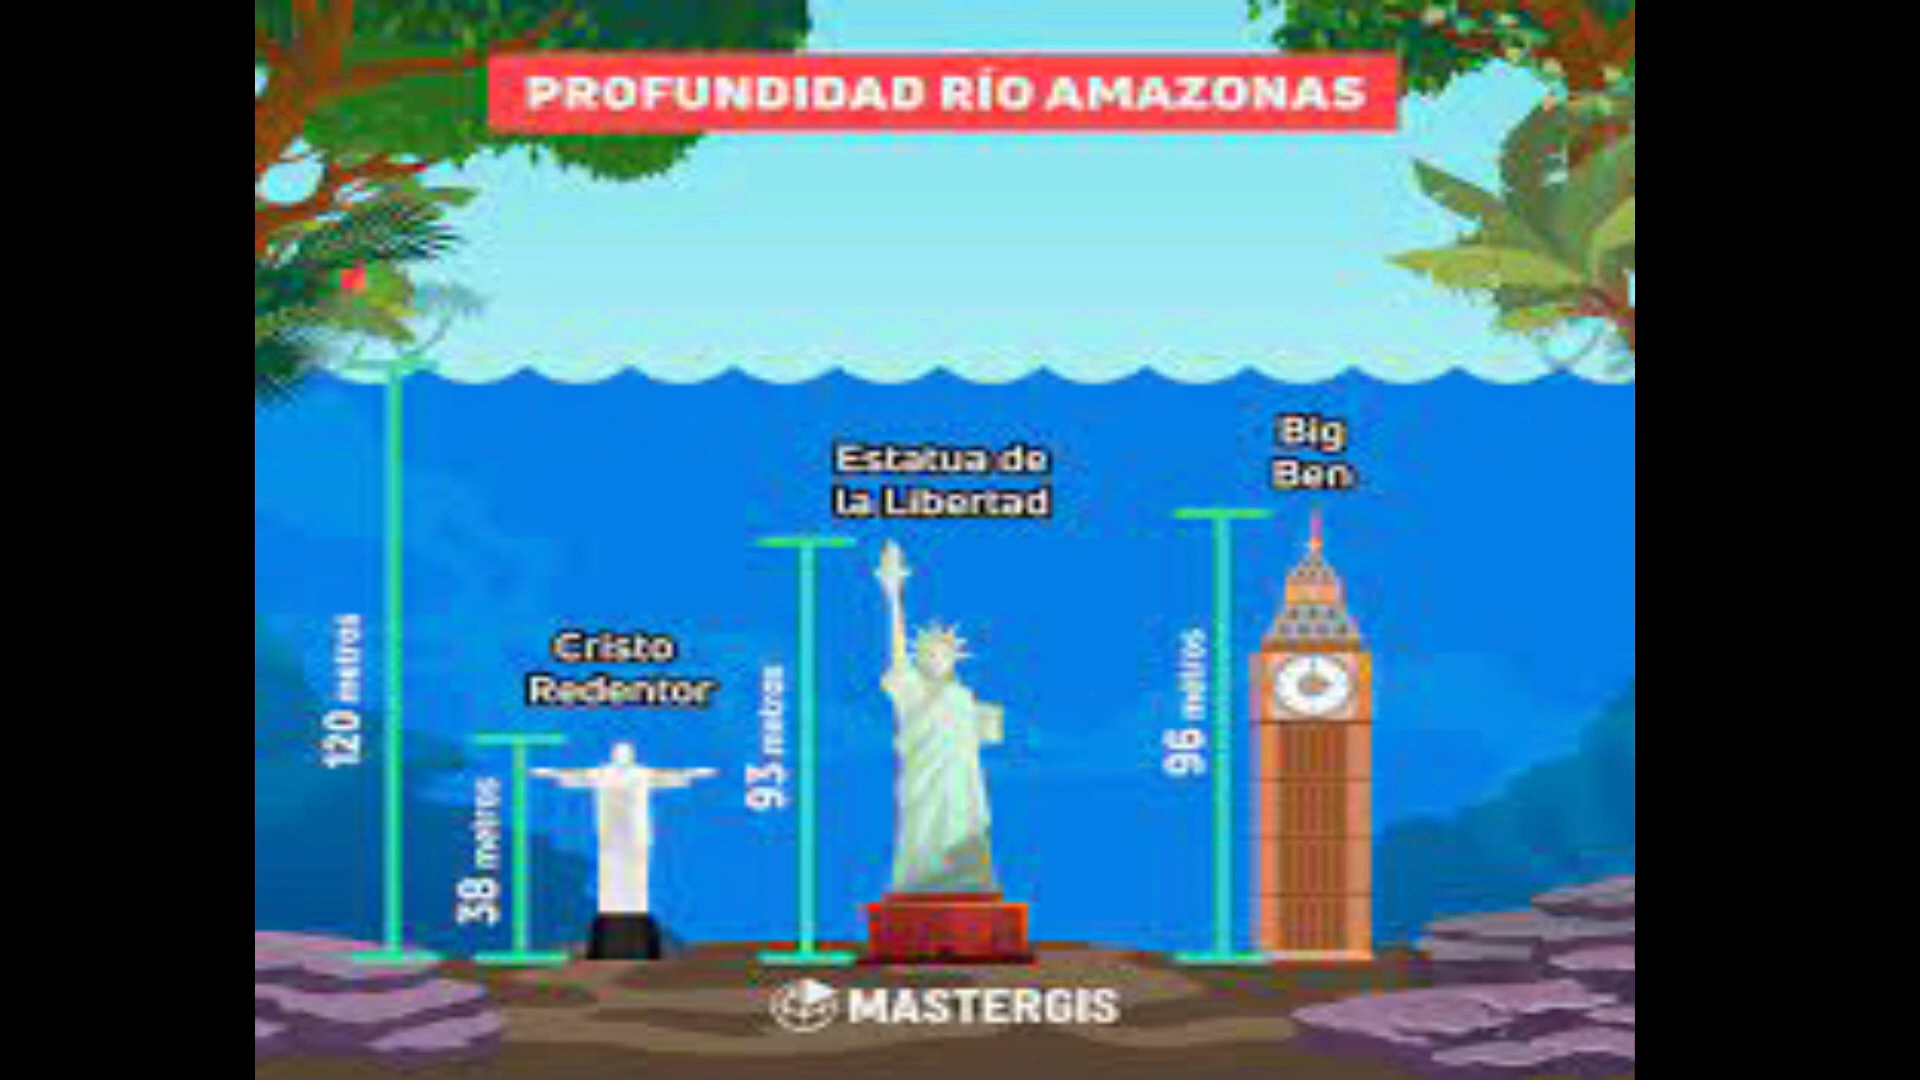 PROFUNDIDAD RÍO AMAZONAS
Big
Ben
Estatua de
la Libertad
Cristo
Redentor
120 metros
38 metros
93 metros
96 metros
MASTERGIS